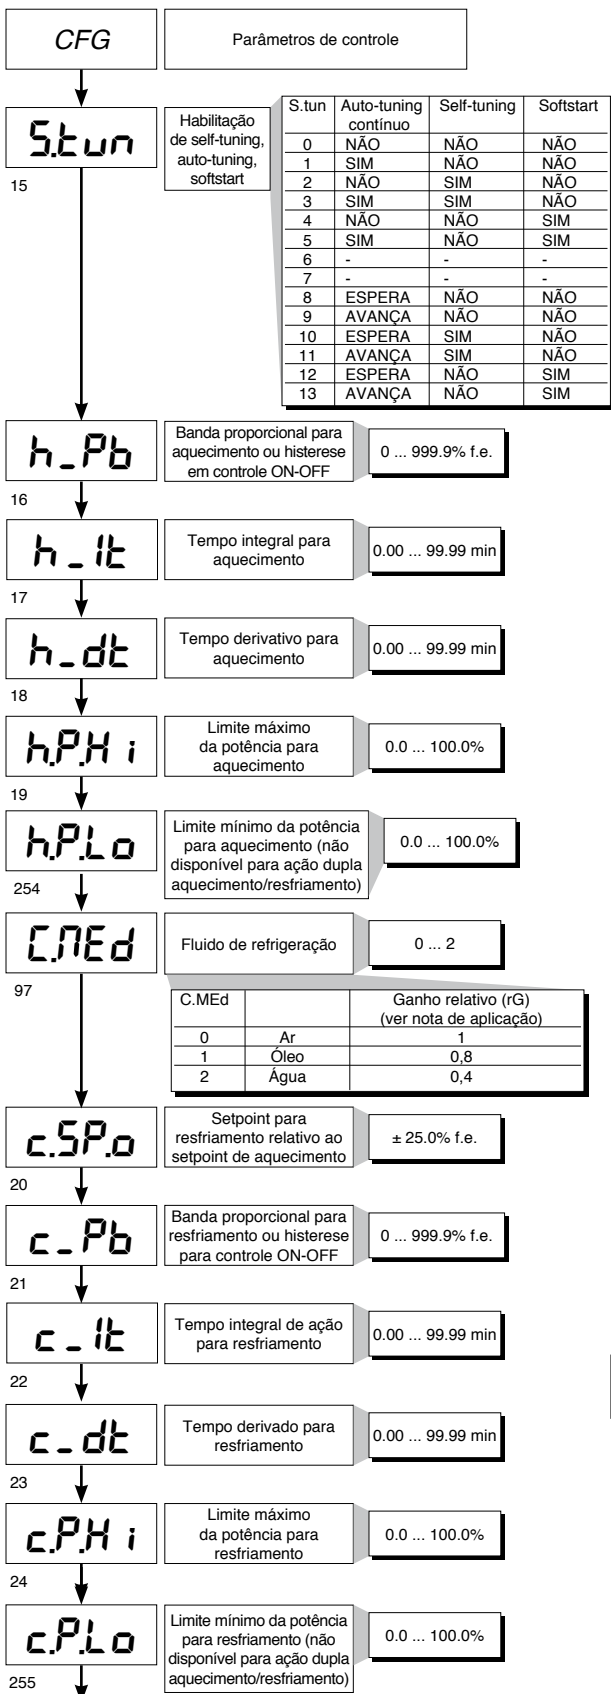 CFG
Parâmetros de controle
S.tun
15
Habilitação
de self-tuning,
auto-tuning,
softstart
S.tun Auto-tuning contínuo Self-tuning Softstart
0 NÃO NÃO NÃO
1 SIM NÃO NÃO
2 NÃO SIM NÃO
3 SIM SIM NÃO
4 NÃO NÃO SIM
5 SIM NÃO SIM
6 - - -
7 - - -
8 ESPERA NÃO NÃO
9 AVANÇA NÃO NÃO
10 ESPERA SIM NÃO
11 AVANÇA SIM NÃO
12 ESPERA NÃO SIM
13 AVANÇA NÃO SIM
h_Pb
16
Banda proporcional para
aquecimento ou histerese
em controle ON-OFF
0 ... 999.9% f.e.
h_It
17
Tempo integral para
aquecimento
0.00 ... 99.99 min
h_dt
18
Tempo derivativo para
aquecimento
0.00 ... 99.99 min
h.P.H i
19
Limite máximo
da potência para
aquecimento
0.0 ... 100.0%
h.P.L o
254
Limite mínimo da potência
para aquecimento (não
disponível para ação dupla
aquecimento/resfriamento)
0.0 ... 100.0%
C.MEd
97
Fluido de refrigeração
0 ... 2
C.MEd Ganho relativo (rG)
(ver nota de aplicação)
0 Ar 1
1 Óleo 0,8
2 Água 0,4
c.SP.o
20
Setpoint para
resfriamento relativo ao
setpoint de aquecimento
± 25.0% f.e.
c_Pb
21
Banda proporcional para
resfriamento ou histerese
para controle ON-OFF
0 ... 999.9% f.e.
c_It
22
Tempo integral de ação
para resfriamento
0.00 ... 99.99 min
c_dt
23
Tempo derivado para
resfriamento
0.00 ... 99.99 min
c.P.H i
24
Limite máximo
da potência para
resfriamento
0.0 ... 100.0%
c.P.L o
255
Limite mínimo da potência
para resfriamento (não
disponível para ação dupla
aquecimento/resfriamento)
0.0 ... 100.0%